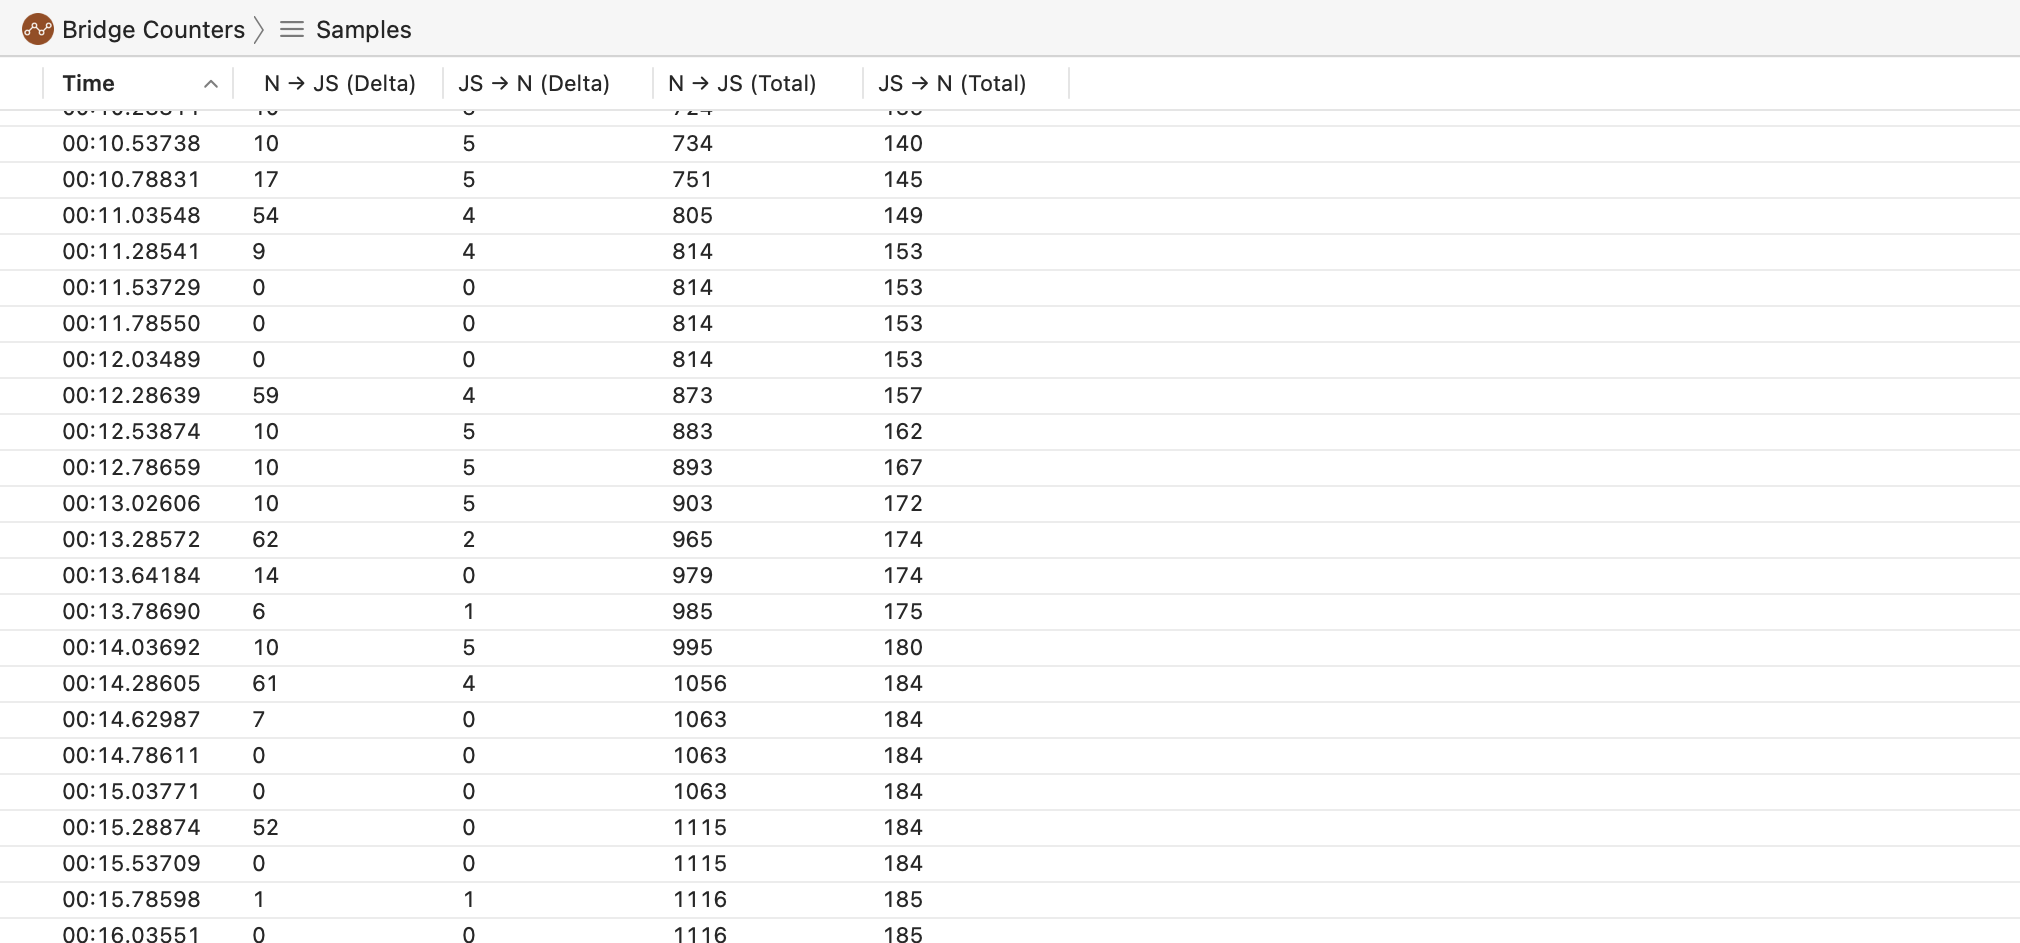 Bridge Counters Samples
Time N → JS (Delta) JS → N (Delta) N → JS (Total) JS → N (Total)
00:10.53738 10 5 734 140
00:10.78831 17 5 751 145
00:11.03548 54 4 805 149
00:11.28541 9 4 814 153
00:11.53729 0 0 814 153
00:11.78550 0 0 814 153
00:12.03489 0 0 814 153
00:12.28639 59 4 873 157
00:12.53874 10 5 883 162
00:12.78659 10 5 893 167
00:13.02606 10 5 903 172
00:13.28572 62 2 965 174
00:13.64184 14 0 979 174
00:13.78690 6 1 985 175
00:14.03692 10 5 995 180
00:14.28605 61 4 1056 184
00:14.62987 7 0 1063 184
00:14.78611 0 0 1063 184
00:15.03771 0 0 1063 184
00:15.28874 52 0 1115 184
00:15.53709 0 0 1115 184
00:15.78598 1 1 1116 185
00:16.03551 0 0 1116 185